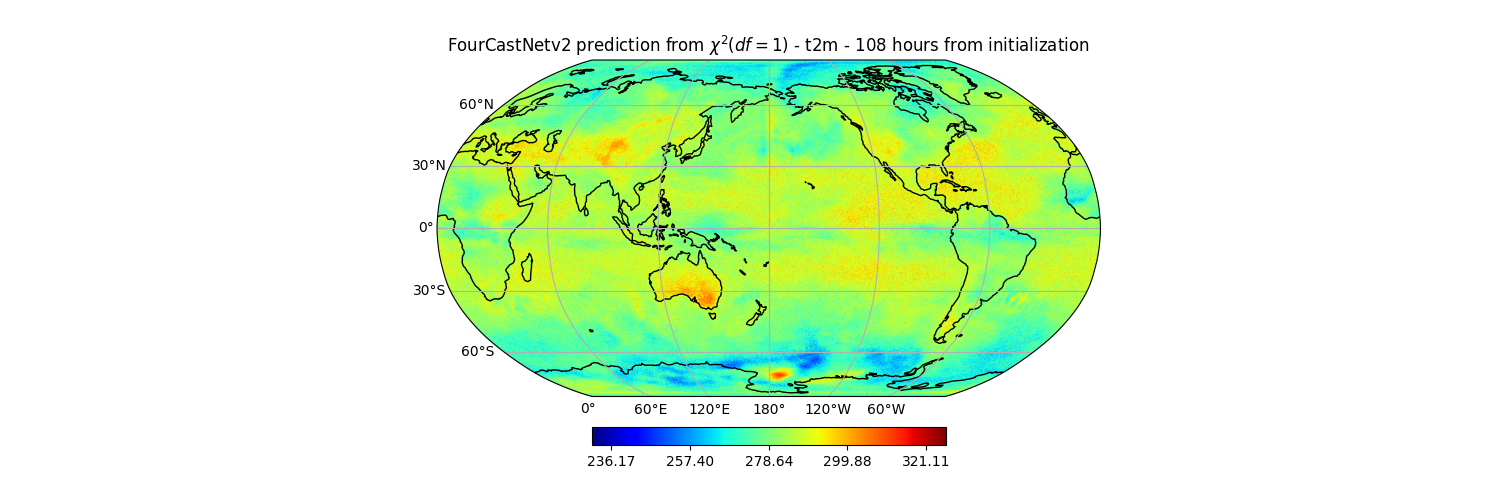 FourCastNetv2 prediction from χ²(df = 1) - t2m - 108 hours from initialization
60°N
30°N
0°
30°S
60°S
0° 60°E 120°E 180° 120°W 60°W
236.17 257.40 278.64 299.88 321.11